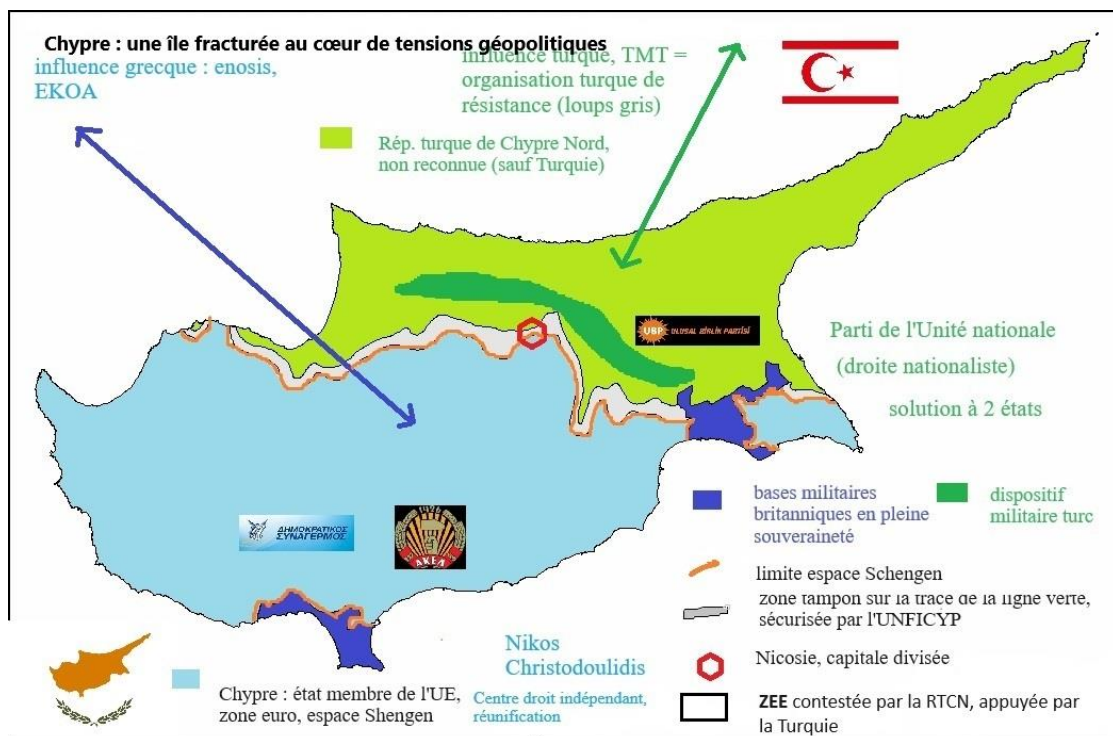 Chypre : une île fracturée au cœur de tensions géopolitiques
influence grecque : enosis,
EKOA
influence turque, TMT =
organisation turque de
résistance (loups gris)
Rép. turque de Chypre Nord,
non reconnue (sauf Turquie)
UBP ULUSAL BİRLİK PARTİSİ
Parti de l'Unité nationale
(droite nationaliste)
solution à 2 états
ΔΗΜΟΚΡΑΤΙΚΟΣ
ΣΥΝΑΓΕΡΜΟΣ
1926
ΑΚΕΛ
bases militaires
britanniques en pleine
souveraineté
dispositif
militaire turc
limite espace Schengen
zone tampon sur la trace de la ligne verte,
sécurisée par l'UNFICYP
Nicosie, capitale divisée
ZEE contestée par la RTCN, appuyée par
la Turquie
Nikos
Christodoulidis
Centre droit indépendant,
réunification
Chypre : état membre de l'UE,
zone euro, espace Shengen